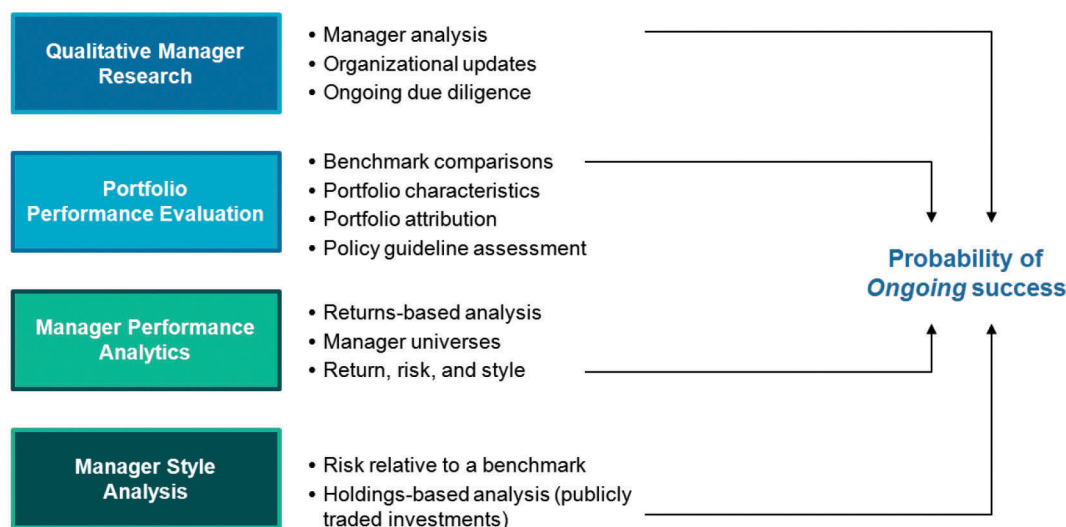 Qualitative Manager
Research
• Manager analysis
• Organizational updates
• Ongoing due diligence
Portfolio
Performance Evaluation
• Benchmark comparisons
• Portfolio characteristics
• Portfolio attribution
• Policy guideline assessment
Manager Performance
Analytics
• Returns-based analysis
• Manager universes
• Return, risk, and style
Manager Style
Analysis
• Risk relative to a benchmark
• Holdings-based analysis (publicly
traded investments)
Probability of
Ongoing success